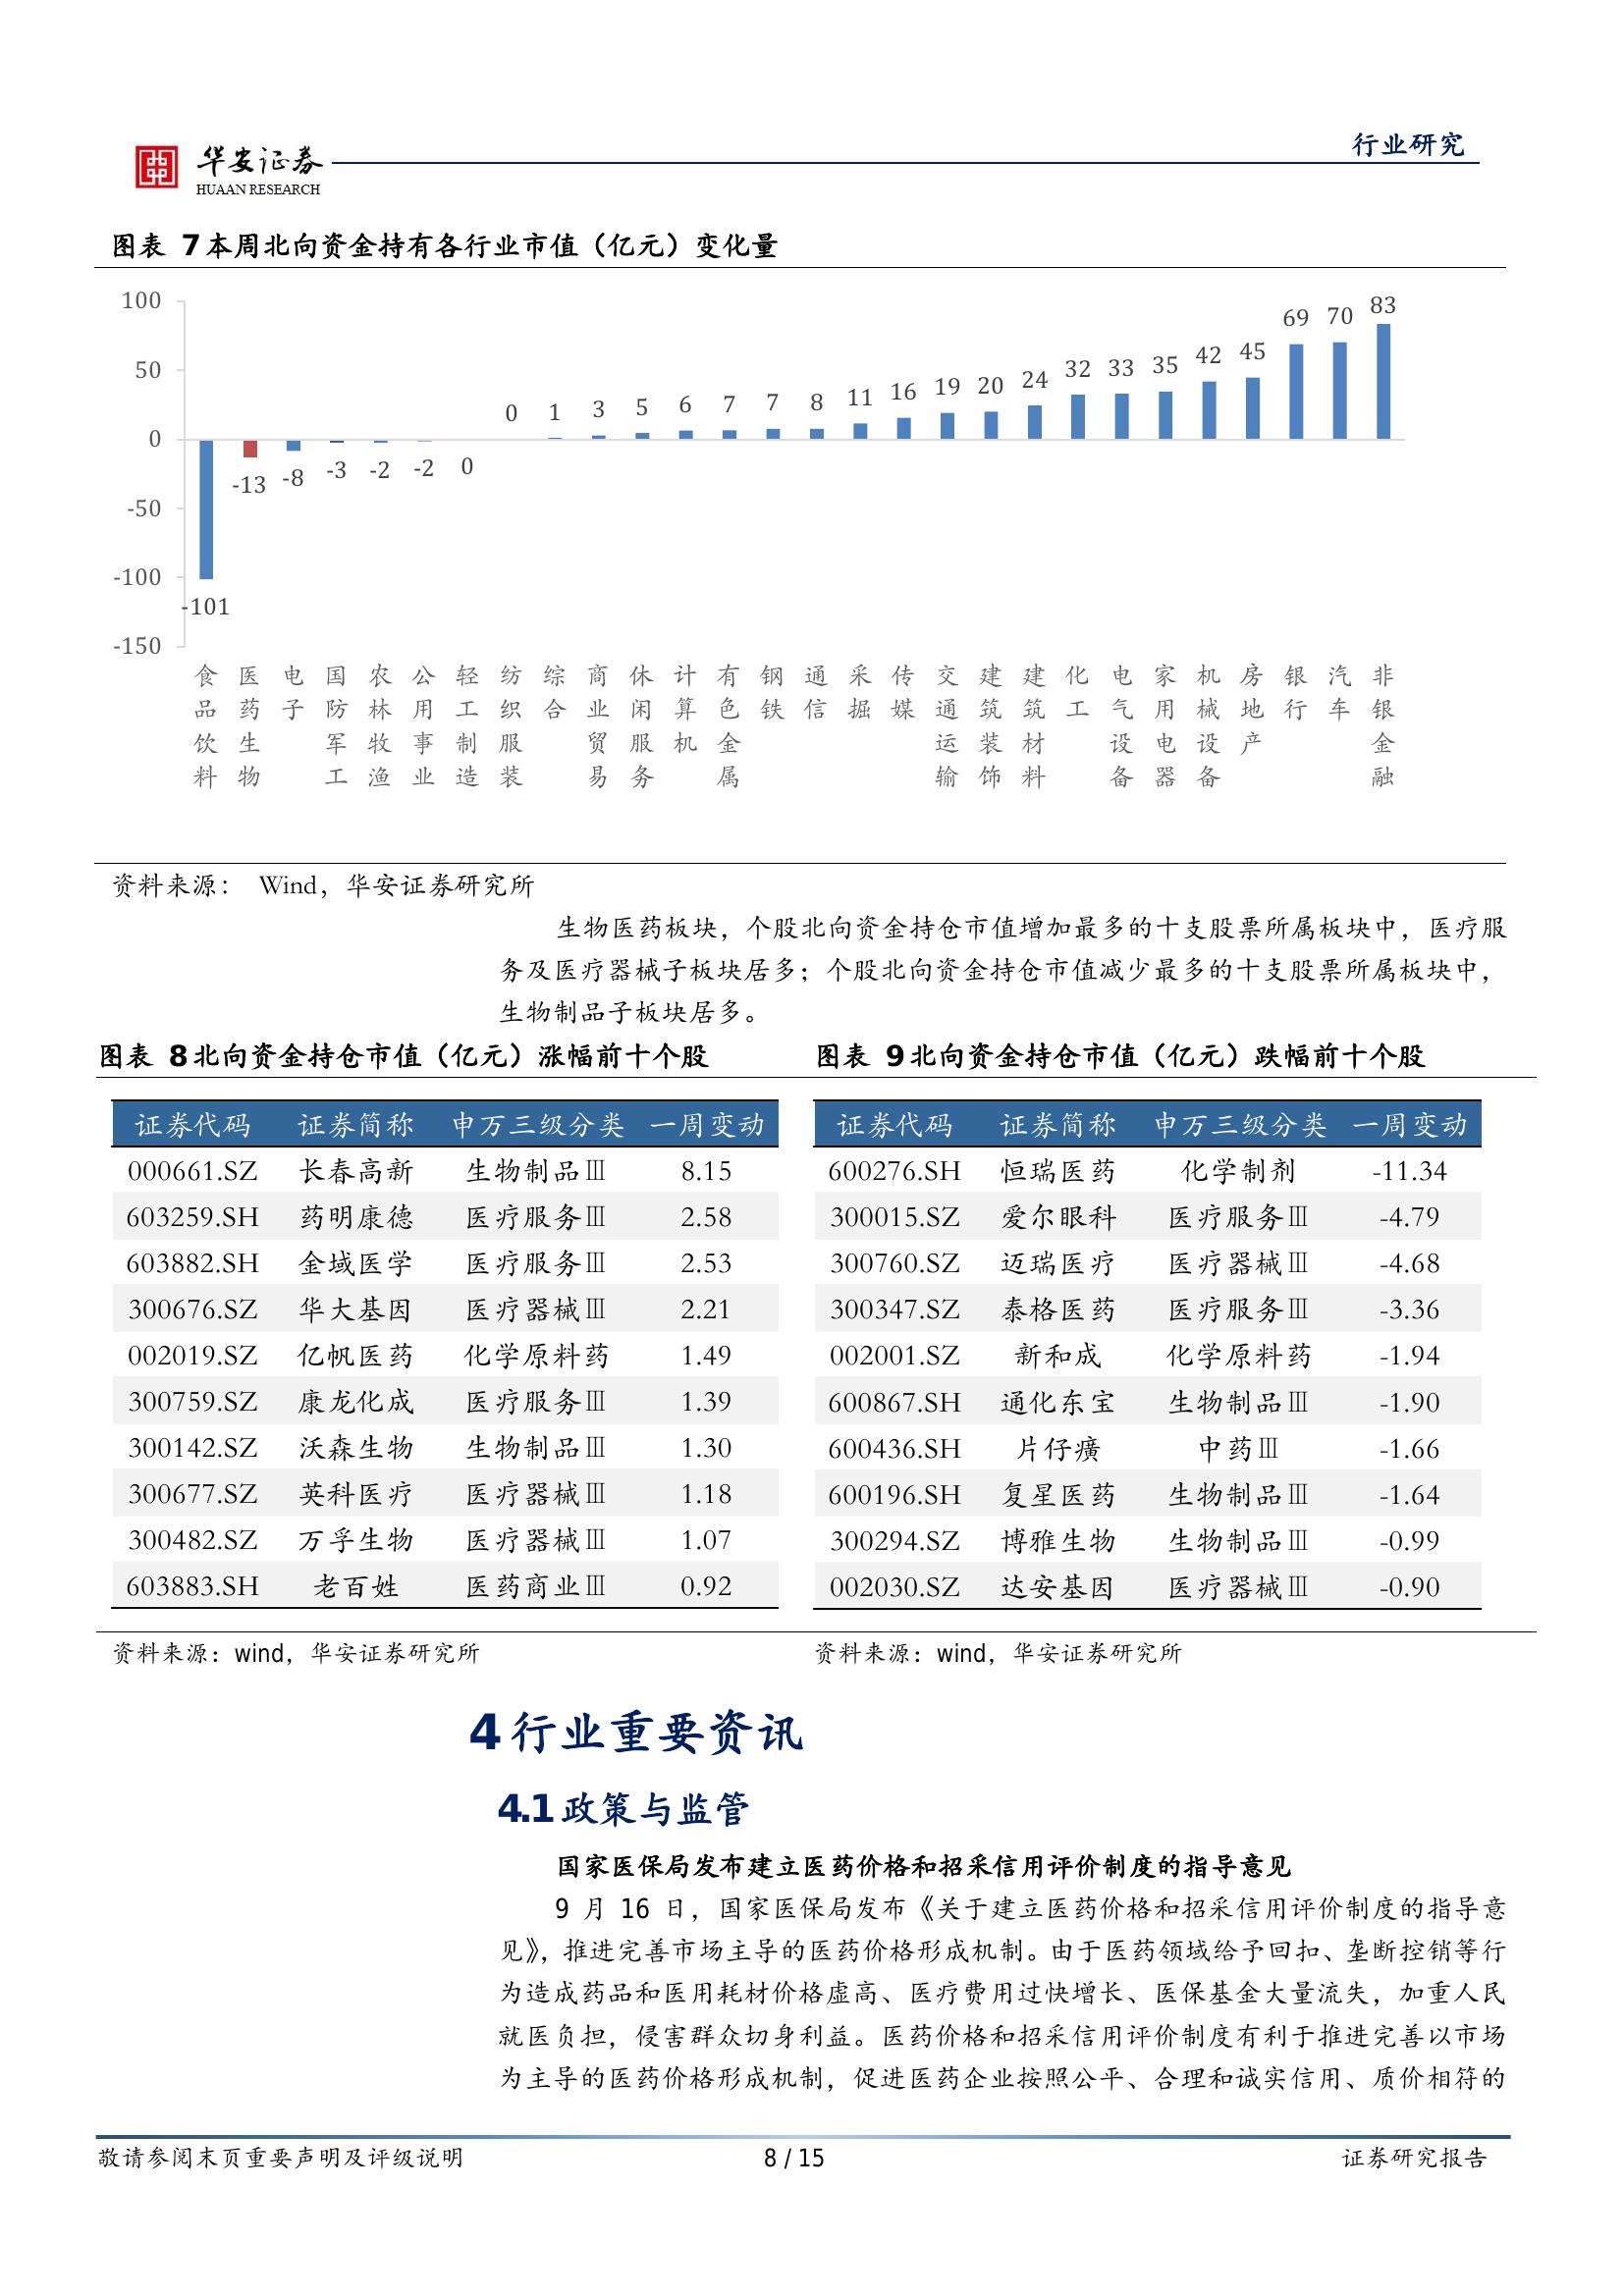 行业研究
华安证券
HUAAN RESEARCH
图表 7 本周北向资金持有各行业市值（亿元）变化量
100
50
0
-50
-100
-150
-101 -13 -8 -3 -2 -2 0 0 1 3 5 6 7 7 8 11 16 19 20 24 32 33 35 42 45 69 70 83
食品饮料 医药生物 电子 国防军工 农林牧渔 公用事业 轻工制造 纺织服装 综合 商业贸易 休闲服务 计算机 有色金属 钢铁 通信 采掘 传媒 交通运输 建筑装饰 建筑材料 化工 电气设备 家用电器 机械设备 房地产 银行 汽车 非银金融
资料来源： Wind，华安证券研究所
生物医药板块，个股北向资金持仓市值增加最多的十支股票所属板块中，医疗服
务及医疗器械子板块居多；个股北向资金持仓市值减少最多的十支股票所属板块中，
生物制品子板块居多。
图表 8 北向资金持仓市值（亿元）涨幅前十个股
证券代码 证券简称 申万三级分类 一周变动
000661.SZ 长春高新 生物制品Ⅲ 8.15
603259.SH 药明康德 医疗服务Ⅲ 2.58
603882.SH 金域医学 医疗服务Ⅲ 2.53
300676.SZ 华大基因 医疗器械Ⅲ 2.21
002019.SZ 亿帆医药 化学原料药 1.49
300759.SZ 康龙化成 医疗服务Ⅲ 1.39
300142.SZ 沃森生物 生物制品Ⅲ 1.30
300677.SZ 英科医疗 医疗器械Ⅲ 1.18
300482.SZ 万孚生物 医疗器械Ⅲ 1.07
603883.SH 老百姓 医药商业Ⅲ 0.92
资料来源：wind，华安证券研究所
图表 9 北向资金持仓市值（亿元）跌幅前十个股
证券代码 证券简称 申万三级分类 一周变动
600276.SH 恒瑞医药 化学制剂 -11.34
300015.SZ 爱尔眼科 医疗服务Ⅲ -4.79
300760.SZ 迈瑞医疗 医疗器械Ⅲ -4.68
300347.SZ 泰格医药 医疗服务Ⅲ -3.36
002001.SZ 新和成 化学原料药 -1.94
600867.SH 通化东宝 生物制品Ⅲ -1.90
600436.SH 片仔癀 中药Ⅲ -1.66
600196.SH 复星医药 生物制品Ⅲ -1.64
300294.SZ 博雅生物 生物制品Ⅲ -0.99
002030.SZ 达安基因 医疗器械Ⅲ -0.90
资料来源：wind，华安证券研究所
4 行业重要资讯
4.1 政策与监管
国家医保局发布建立医药价格和招采信用评价制度的指导意见
9 月 16 日，国家医保局发布《关于建立医药价格和招采信用评价制度的指导意
见》，推进完善市场主导的医药价格形成机制。由于医药领域给予回扣、垄断控销等行
为造成药品和医用耗材价格虚高、医疗费用过快增长、医保基金大量流失，加重人民
就医负担，侵害群众切身利益。医药价格和招采信用评价制度有利于推进完善以市场
为主导的医药价格形成机制，促进医药企业按照公平、合理和诚实信用、质价相符的
敬请参阅末页重要声明及评级说明 8 / 15 证券研究报告